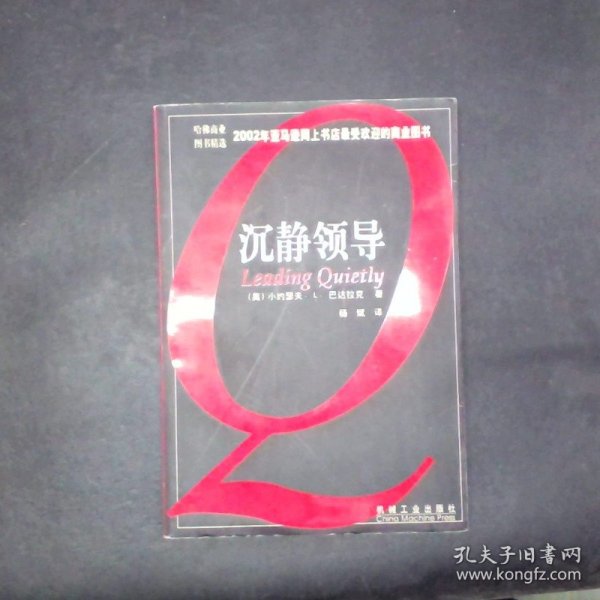 哈佛商业
图书精选
2002年亚马逊网上书店最受欢迎的商业图书
沉静领导
Leading Quietly
(美) 小约瑟夫·L·巴达拉克 著
杨斌 译
机械工业出版社
China Machine Press
孔夫子旧书网
www.kongfz.com